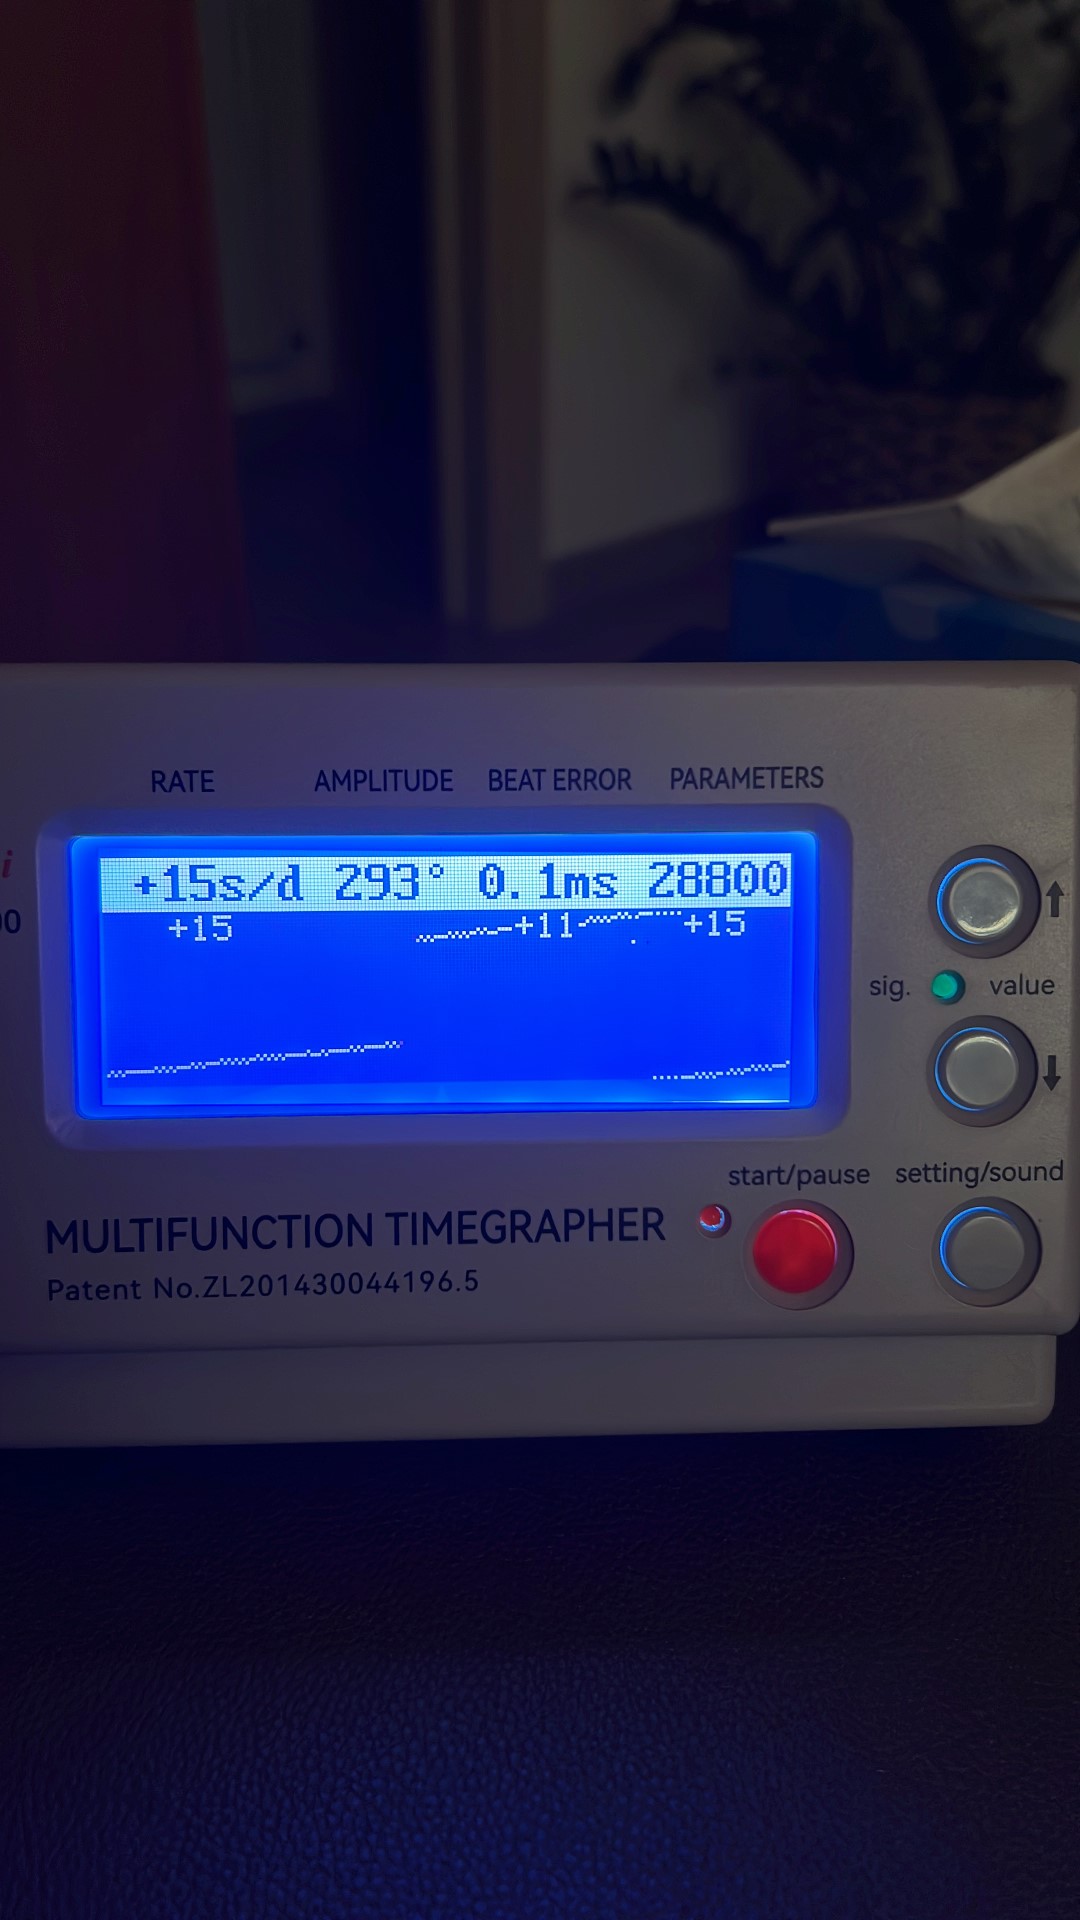 RATE AMPLITUDE BEAT ERROR PARAMETERS
i
00
+15s/d 293° 0.1ms 28800
+15 +11 +15
sig. value
start/pause setting/sound
MULTIFUNCTION TIMEGRAPHER
Patent No.ZL201430044196.5